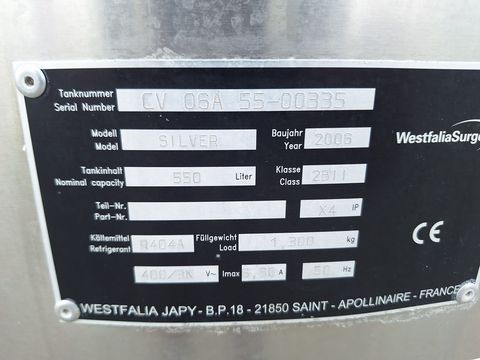 Tanknummer
Serial Number CV 06A 55-00335
Modell
Model SILVER Baujahr
Year 2006
WestfaliaSurge
Tankinhalt
Nominal capacity 550 Liter Klasse
Class 2B11
Teil-Nr.
Part-Nr. X4 IP
Kältemittel
Refrigerant R404A Füllgewicht
Load 1,300 kg
CE
400/3N V~ Imax A 50 Hz
WESTFALIA JAPY - B.P.18 - 21850 SAINT - APOLLINAIRE - FRANCE